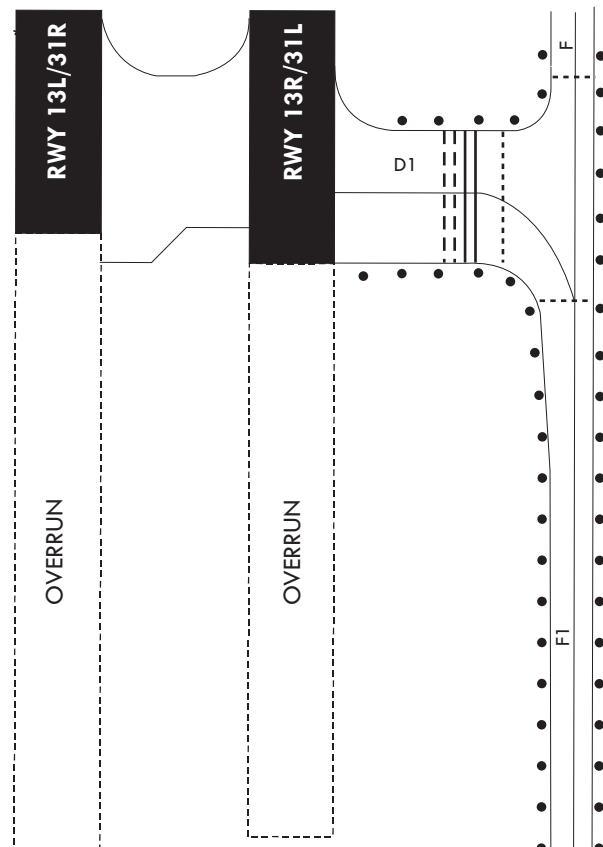 RWY 13L/31R
RWY 13R/31L
F
D1
OVERRUN
OVERRUN
F1